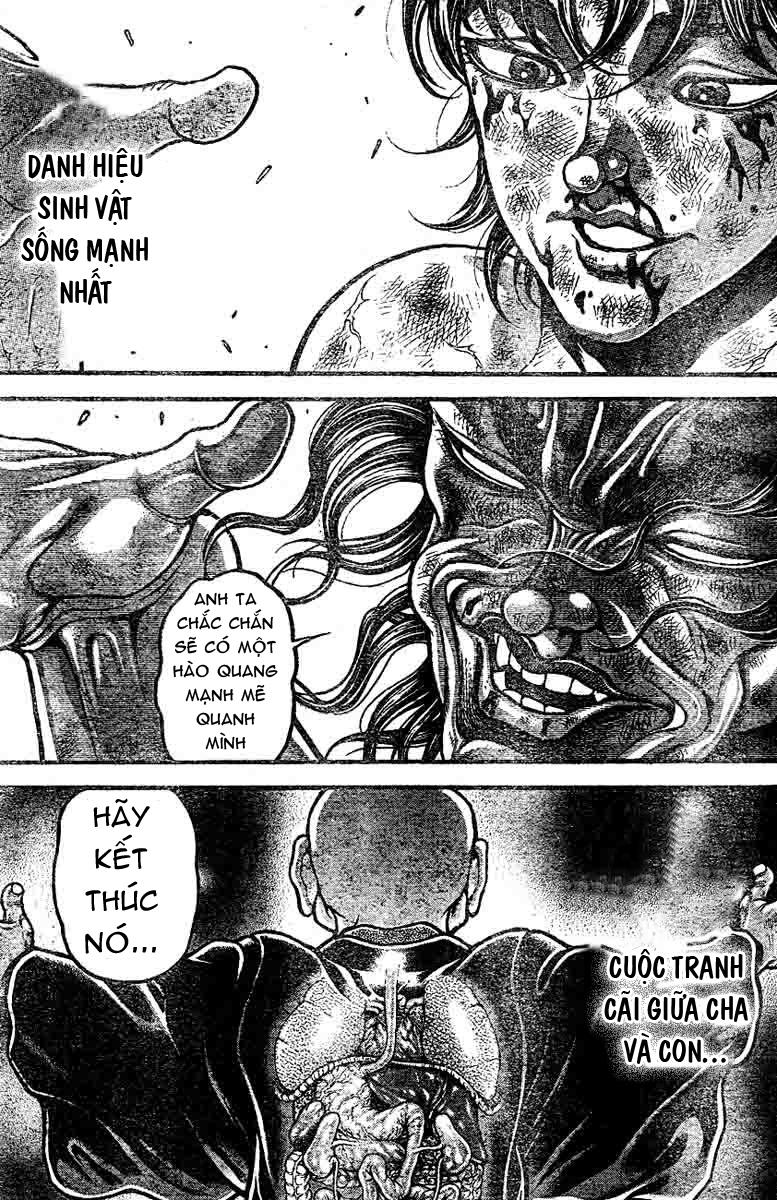 DANH HIỆU
SINH VẬT
SỐNG MẠNH
NHẤT
ANH TA
CHẮC CHẮN
SẼ CÓ MỘT
HÀO QUANG
MẠNH MẼ
QUANH
MÌNH
HÃY
KẾT
THÚC
NÓ...
CUỘC TRANH
CÃI GIỮA CHA
VÀ CON...